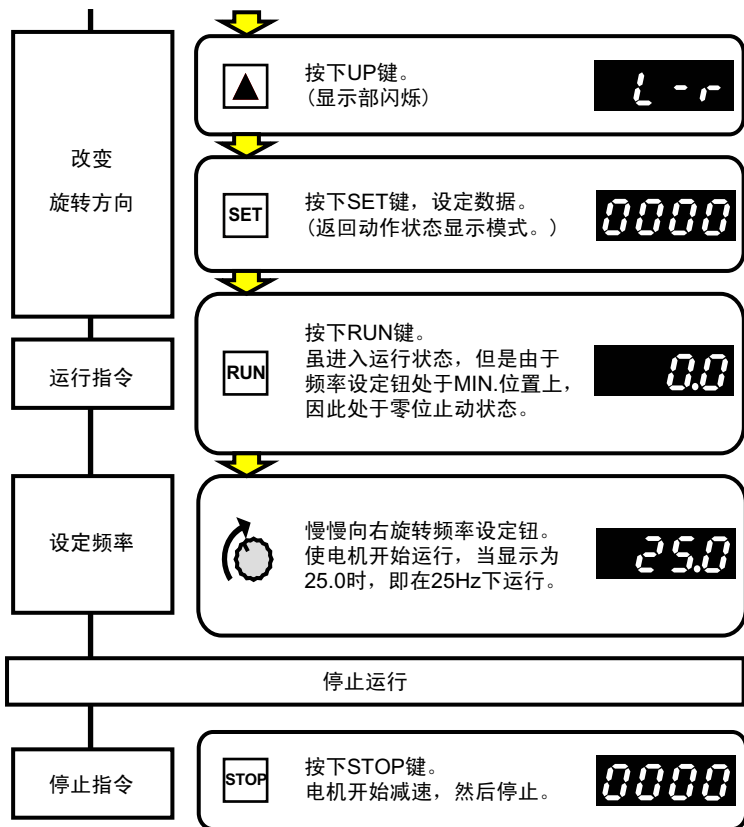 改变
旋转方向
按下UP键。
(显示部闪烁)
L-r
SET
按下SET键，设定数据。
(返回动作状态显示模式。)
0000
运行指令
RUN
按下RUN键。
虽进入运行状态，但是由于
频率设定钮处于MIN.位置上，
因此处于零位止动状态。
0.0
设定频率
慢慢向右旋转频率设定钮。
使电机开始运行，当显示为
25.0时，即在25Hz下运行。
25.0
停止运行
停止指令
STOP
按下STOP键。
电机开始减速，然后停止。
0000